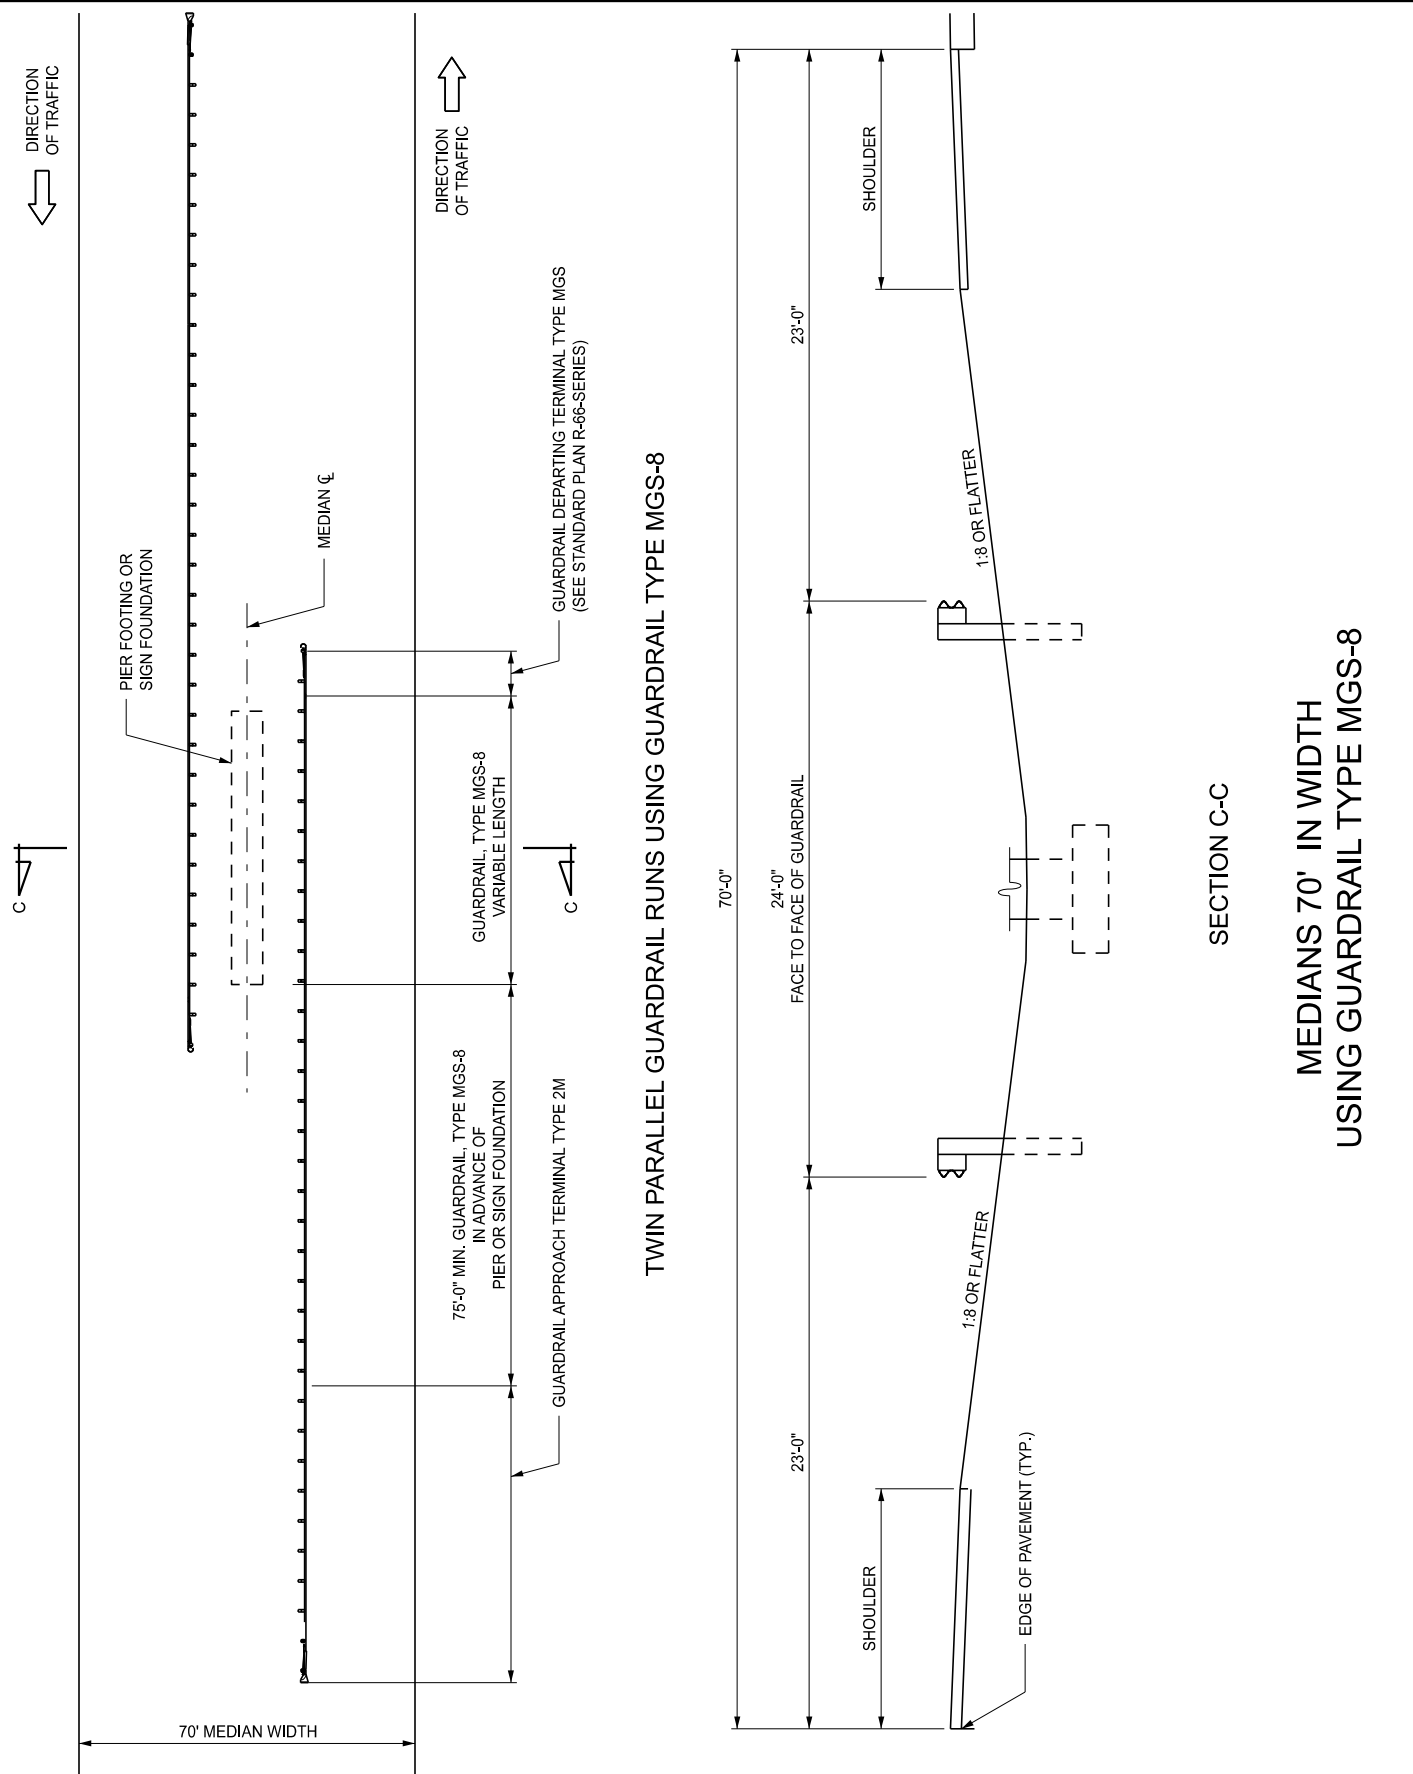 DIRECTION
OF TRAFFIC
DIRECTION
OF TRAFFIC
PIER FOOTING OR
SIGN FOUNDATION
MEDIAN ℄
C
C
70' MEDIAN WIDTH
75'-0" MIN. GUARDRAIL, TYPE MGS-8
IN ADVANCE OF
PIER OR SIGN FOUNDATION
GUARDRAIL, TYPE MGS-8
VARIABLE LENGTH
GUARDRAIL APPROACH TERMINAL TYPE 2M
GUARDRAIL DEPARTING TERMINAL TYPE MGS
(SEE STANDARD PLAN R-66-SERIES)
TWIN PARALLEL GUARDRAIL RUNS USING GUARDRAIL TYPE MGS-8
70'-0"
23'-0"
24'-0"
FACE TO FACE OF GUARDRAIL
23'-0"
SHOULDER
SHOULDER
1:8 OR FLATTER
1:8 OR FLATTER
EDGE OF PAVEMENT (TYP.)
SECTION C-C
MEDIANS 70' IN WIDTH
USING GUARDRAIL TYPE MGS-8